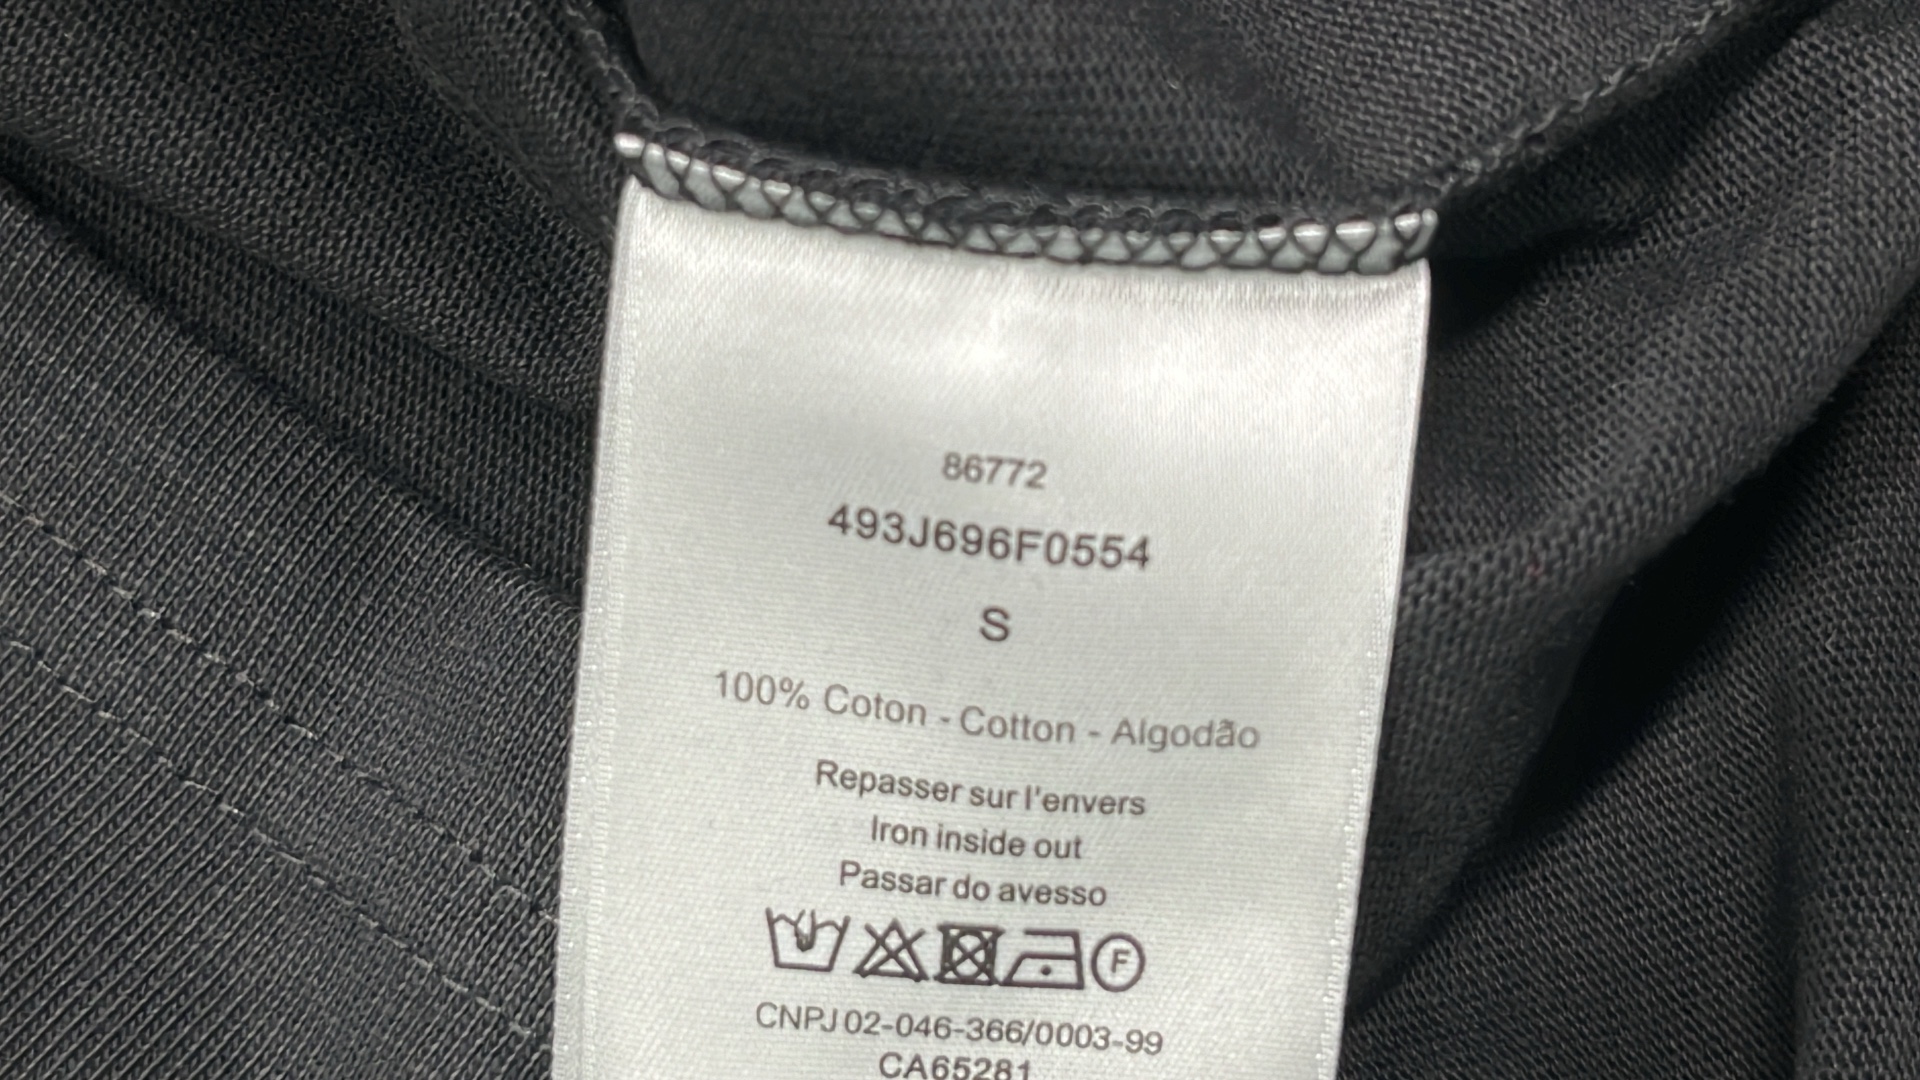 86772
493J696F0554
S
100% Coton - Cotton - Algodão
Repasser sur l'envers
Iron inside out
Passar do avesso
F
CNPJ 02-046-366/0003-99
CA65281